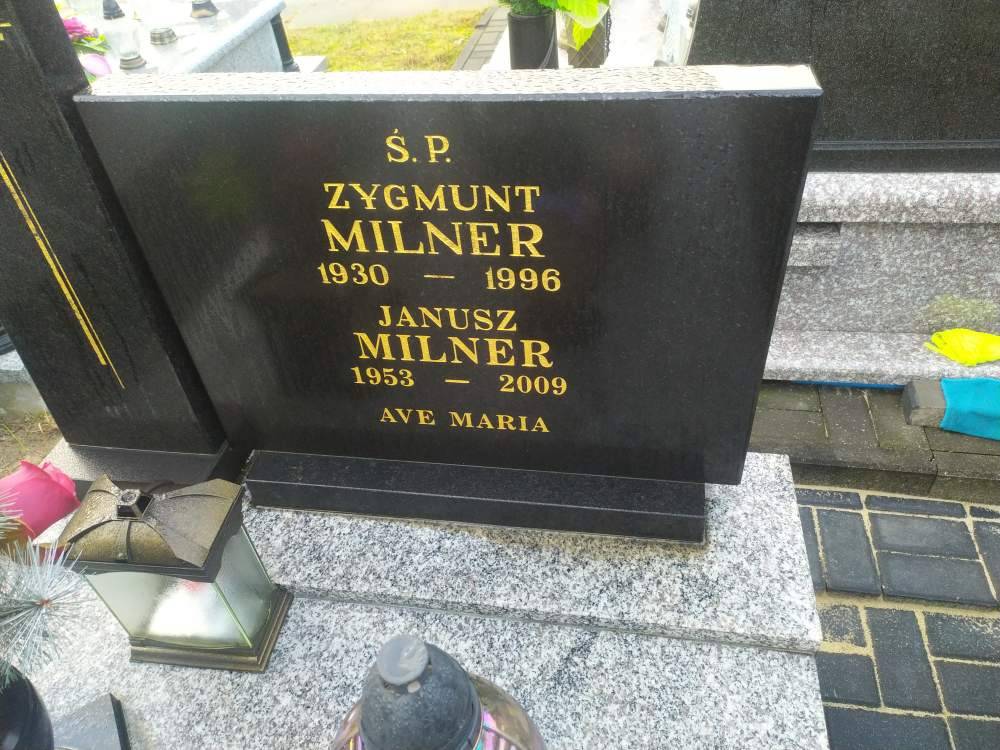 Ś. P.
ZYGMUNT
MILNER
1930 — 1996
JANUSZ
MILNER
1953 — 2009
AVE MARIA